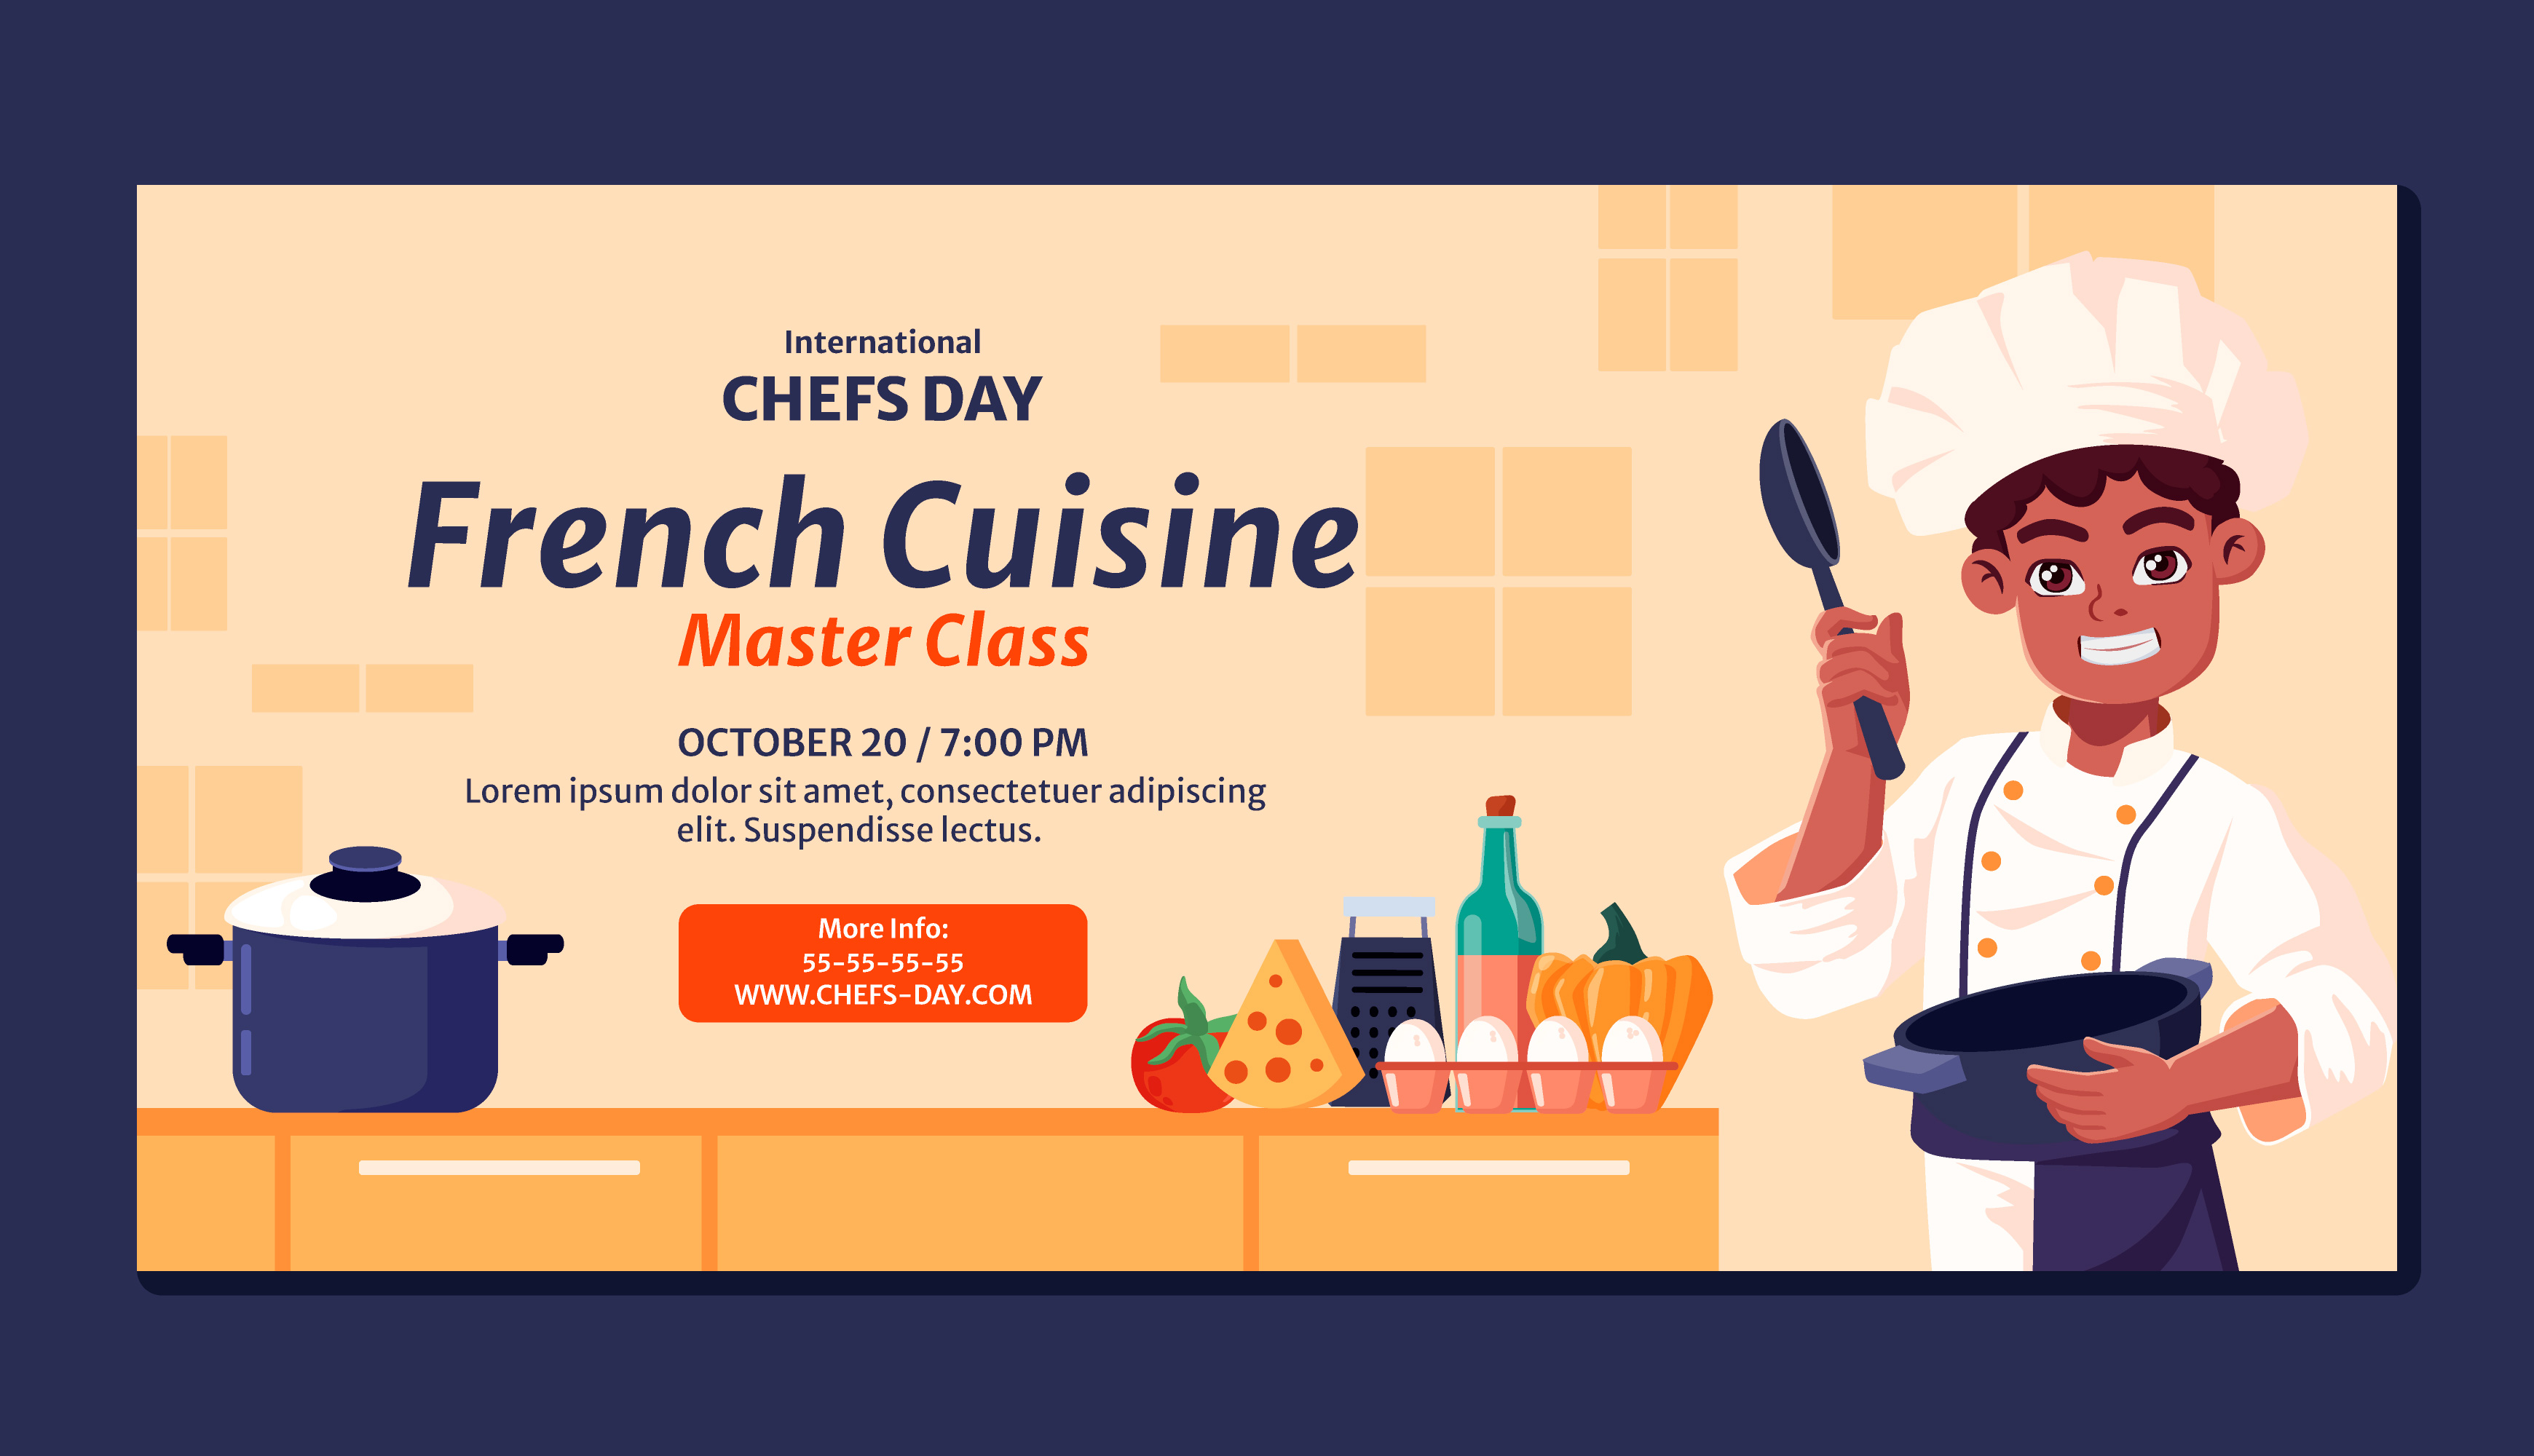 International
CHEFS DAY
French Cuisine
Master Class
OCTOBER 20 / 7:00 PM
Lorem ipsum dolor sit amet, consectetuer adipiscing
elit. Suspendisse lectus.
More Info:
55-55-55-55
WWW.CHEFS-DAY.COM